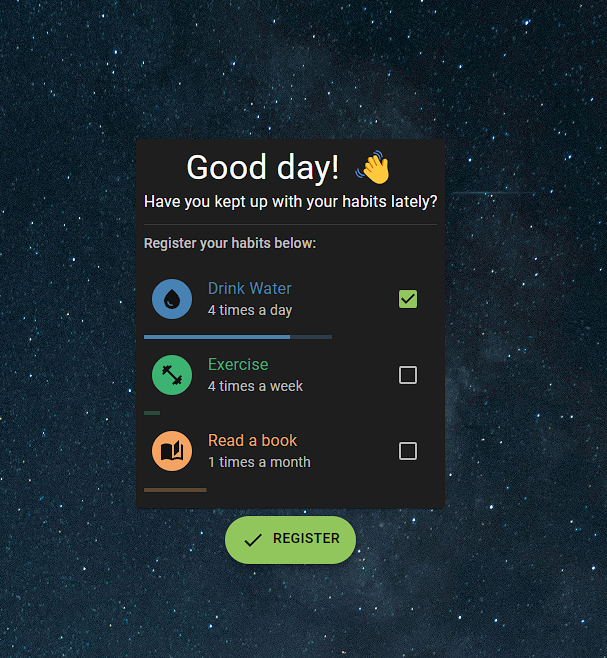 Good day! 👋
Have you kept up with your habits lately?
Register your habits below:
Drink Water
4 times a day
Exercise
4 times a week
Read a book
1 times a month
REGISTER